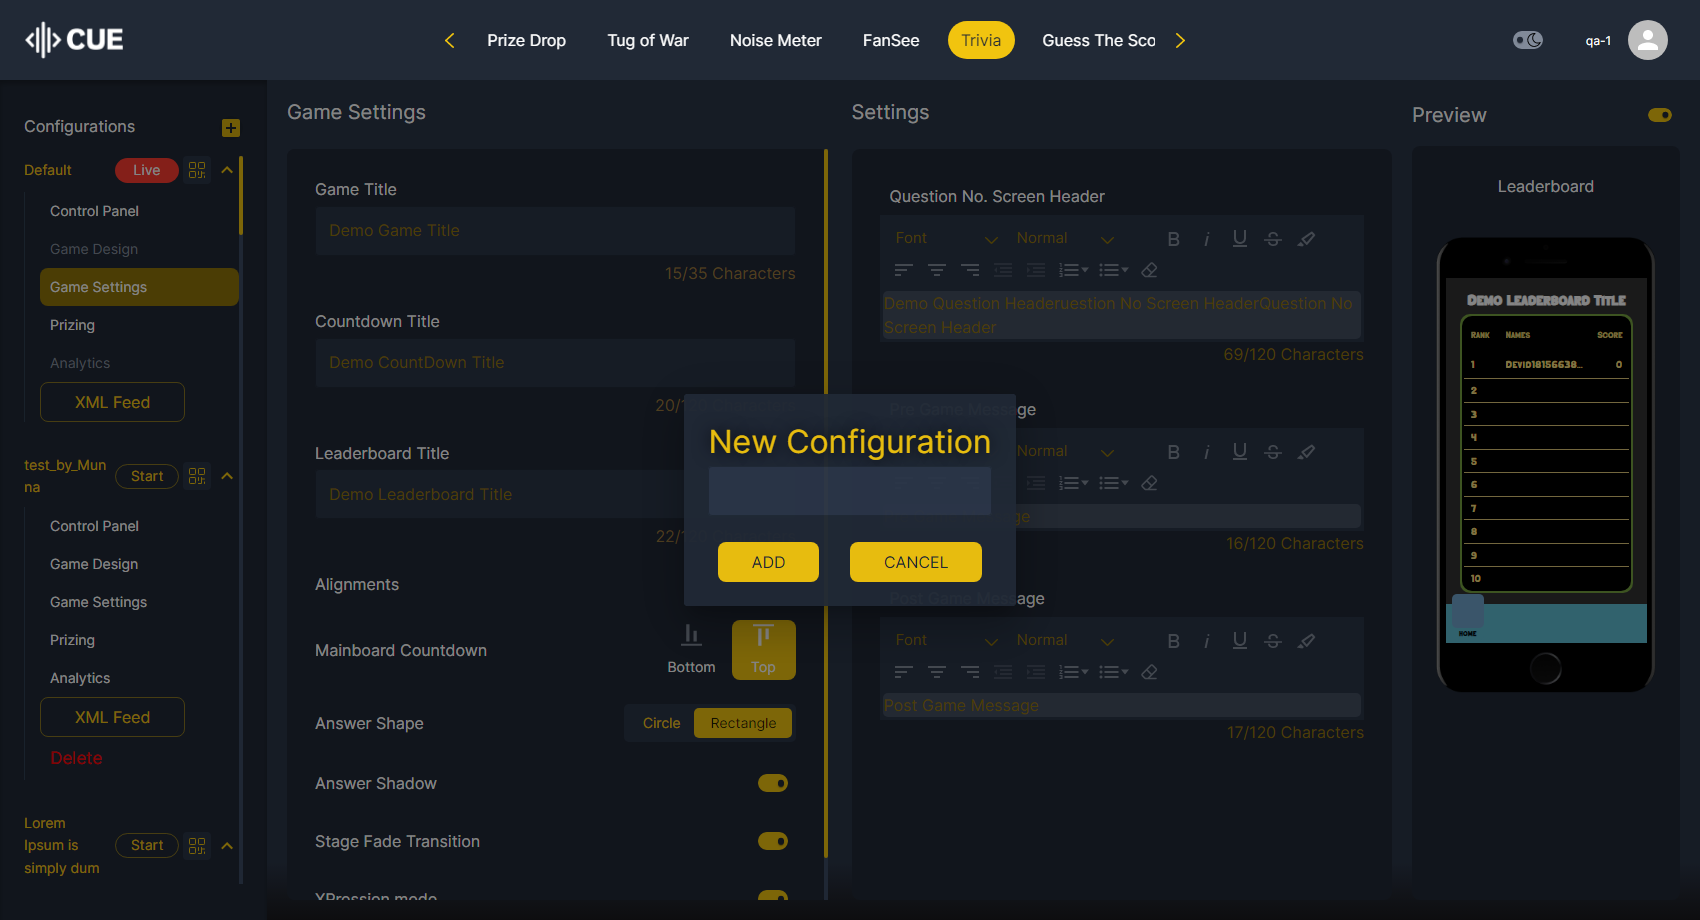 CUE
Prize Drop
Tug of War
Noise Meter
FanSee
Trivia
Guess The Sco
qa-1
Configurations
Default
Live
Control Panel
Game Design
Game Settings
Prizing
Analytics
XML Feed
test_by_Mun
na
Start
Control Panel
Game Design
Game Settings
Prizing
Analytics
XML Feed
Delete
Lorem
Ipsum is
simply dum
Start
Game Settings
Game Title
Demo Game Title
15/35 Characters
Countdown Title
Demo CountDown Title
20/
Leaderboard Title
Demo Leaderboard Title
22/
Alignments
Mainboard Countdown
Bottom
Top
Answer Shape
Circle
Rectangle
Answer Shadow
Stage Fade Transition
XPression mode
New Configuration
ADD
CANCEL
Settings
Question No. Screen Header
Font
Normal
B i U S
Demo Question Headeruestion No Screen HeaderQuestion No
Screen Header
69/120 Characters
Pre Game Message
Normal
B i U S
ge
16/120 Characters
Post Game Message
Font
Normal
B i U S
Post Game Message
17/120 Characters
Preview
Leaderboard
Demo Leaderboard Title
Rank Names Score
1 Devid18156638... 0
2
3
4
5
6
7
8
9
10
Home